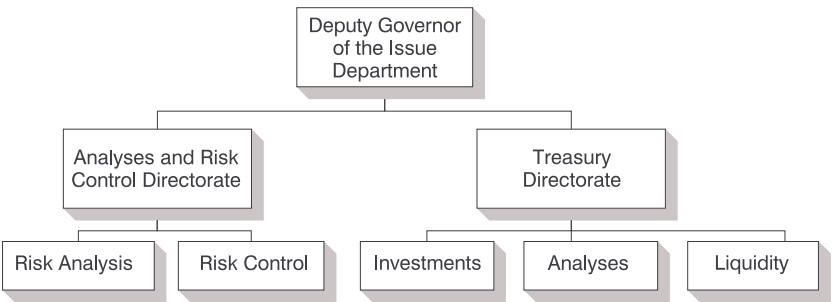 Deputy Governor
of the Issue
Department
Analyses and Risk
Control Directorate
Treasury
Directorate
Risk Analysis
Risk Control
Investments
Analyses
Liquidity